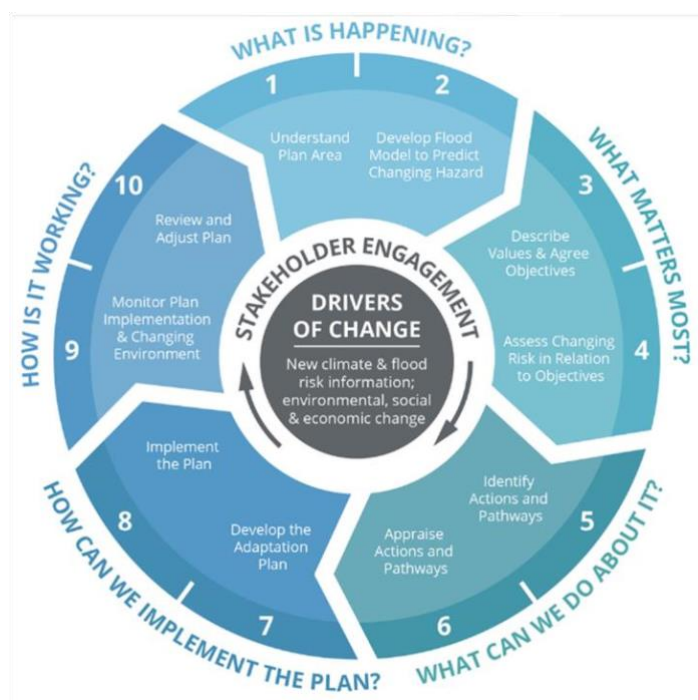 WHAT IS HAPPENING?
1
Understand
Plan Area
2
Develop Flood
Model to Predict
Changing Hazard
WHAT MATTERS MOST?
3
Describe
Values & Agree
Objectives
4
Assess Changing
Risk in Relation
to Objectives
WHAT CAN WE DO ABOUT IT?
5
Identify
Actions and
Pathways
6
Appraise
Actions and
Pathways
HOW CAN WE IMPLEMENT THE PLAN?
7
Develop the
Adaptation
Plan
8
Implement
the Plan
HOW IS IT WORKING?
9
Monitor Plan
Implementation
& Changing
Environment
10
Review and
Adjust Plan
STAKEHOLDER ENGAGEMENT
DRIVERS
OF CHANGE
New climate & flood
risk information;
environmental, social
& economic change